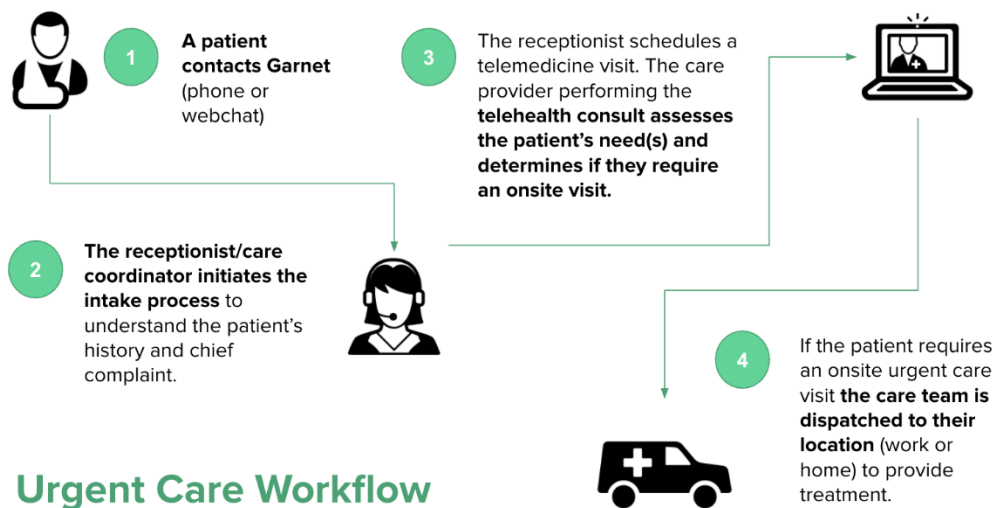 1
A patient
contacts Garnet
(phone or
webchat)
2
The receptionist/care
coordinator initiates the
intake process to
understand the patient's
history and chief
complaint.
3
The receptionist schedules a
telemedicine visit. The care
provider performing the
telehealth consult assesses
the patient's need(s) and
determines if they require
an onsite visit.
4
If the patient requires
an onsite urgent care
visit the care team is
dispatched to their
location (work or
home) to provide
treatment.
Urgent Care Workflow